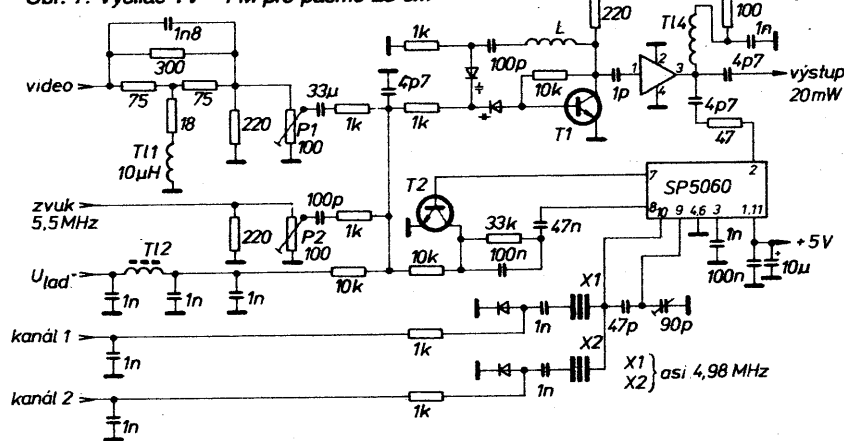 Obr. 7. Vysílač TV - FM pro pásmo 23 cm
1n8
300
video
75
75
18
Tl1
10µH
220
P1
100
33µ
1k
1k
4p7
1k
100p
L
220
10k
T1
1p
1
2
3
4
Tl4
100
1n
4p7
výstup
20mW
4p7
47
2
SP5060
7
8
10
9
4,6
3
1,11
1n
+5V
100n
10µ
zvuk
5,5MHz
220
P2
100
100p
1k
T2
33k
100n
47n
Ulad.
Tl2
1n
1n
1n
10k
10k
X1
1n
47p
90p
kanál 1
1n
1k
X2
1n
X1
X2
asi 4,98 MHz
kanál 2
1n
1k